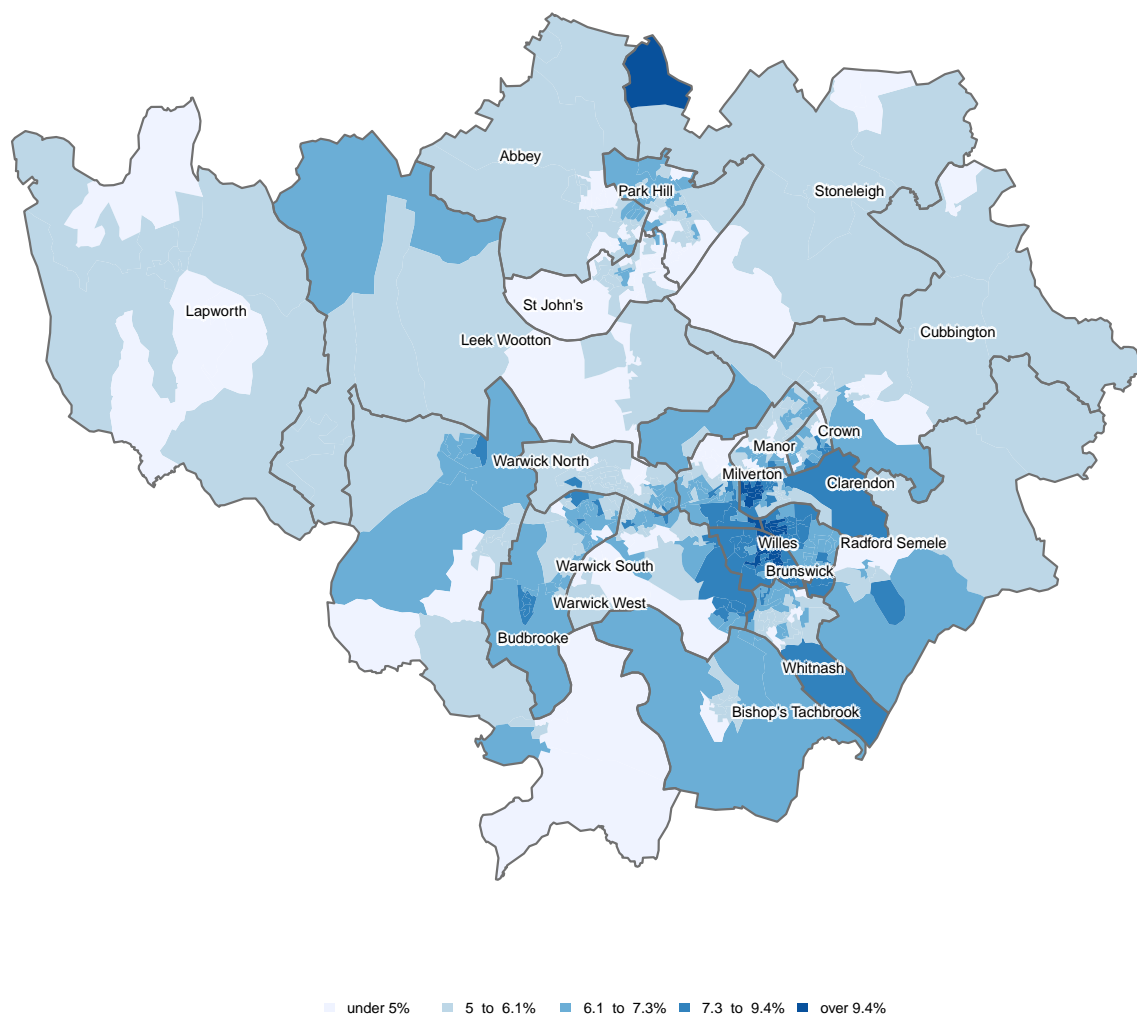 Abbey
Park Hill
Stoneleigh
Lapworth
St John's
Leek Wootton
Cubbington
Crown
Manor
Warwick North
Milverton
Clarendon
Willes
Radford Semele
Warwick South
Brunswick
Warwick West
Budbrooke
Whitnash
Bishop's Tachbrook
under 5% 5 to 6.1% 6.1 to 7.3% 7.3 to 9.4% over 9.4%